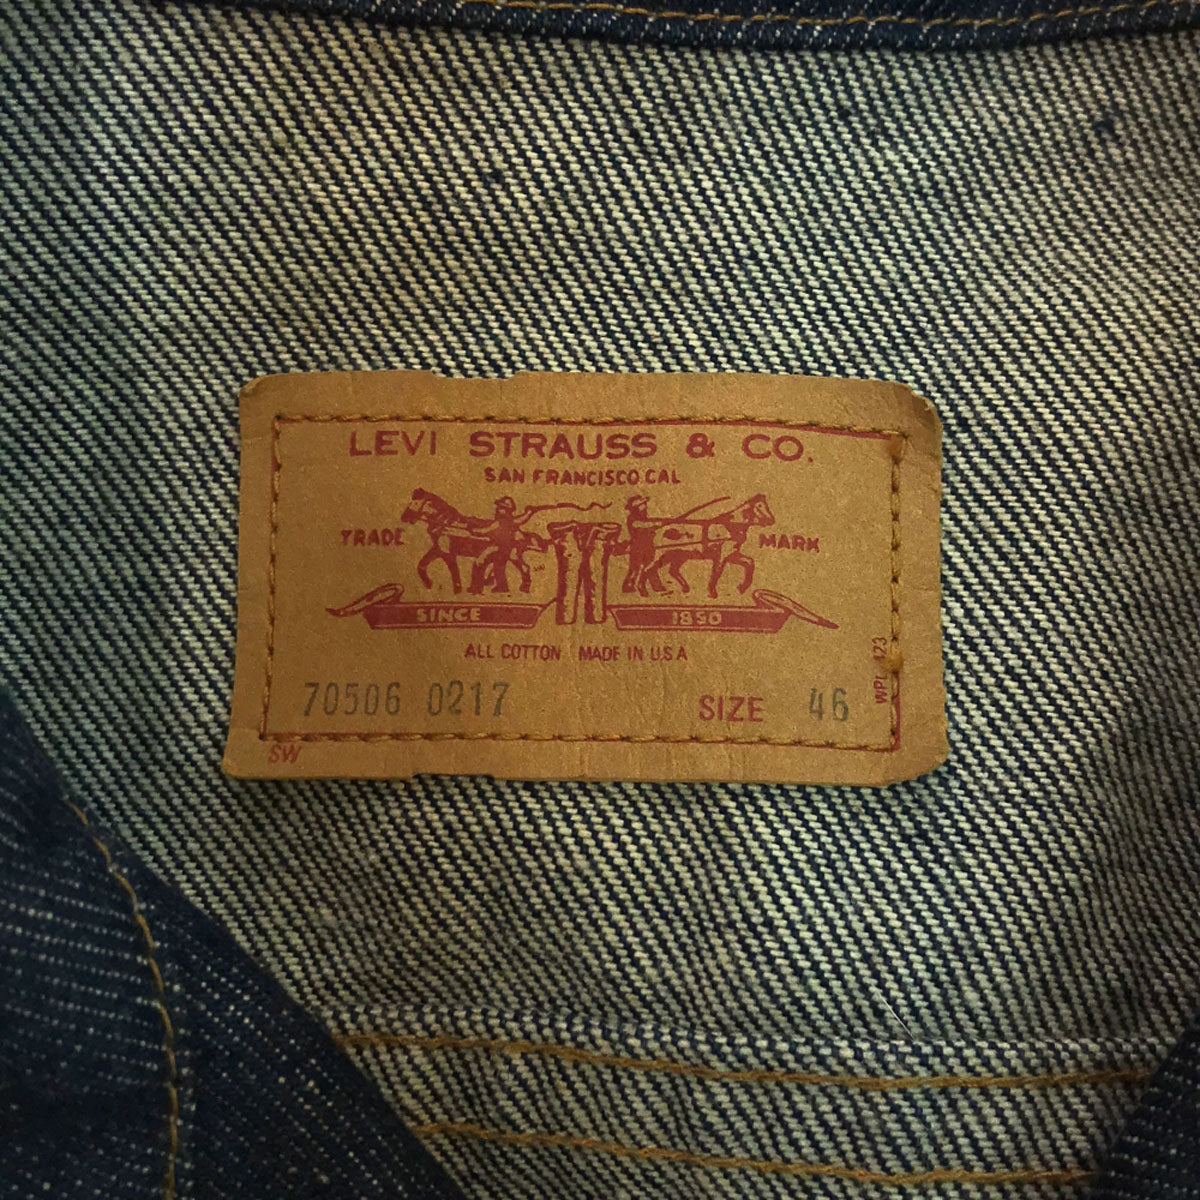 LEVI STRAUSS & CO.
SAN FRANCISCO, CAL
TRADE MARK
SINCE 1850
ALL COTTON MADE IN U.S.A
70506 0217 SIZE 46
WPL 423
SW